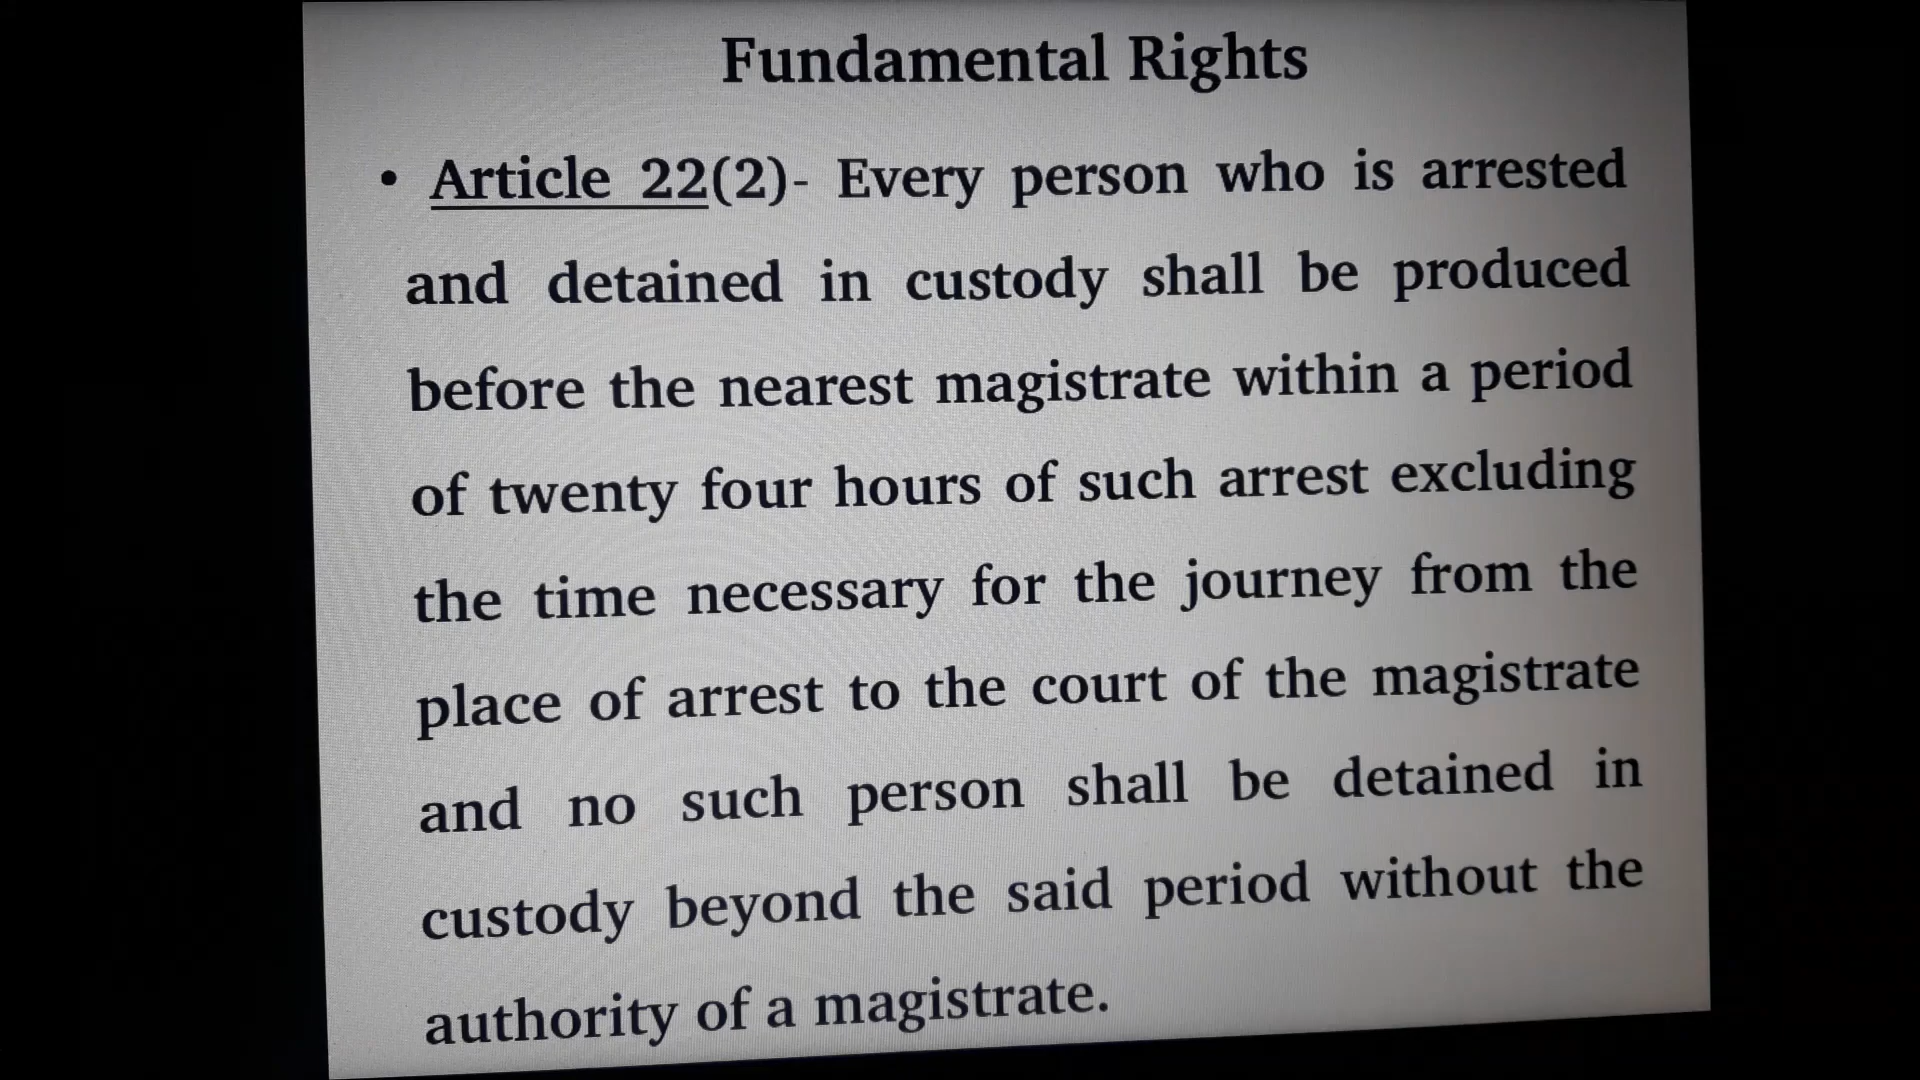 Fundamental Rights
• Article 22(2)- Every person who is arrested
and detained in custody shall be produced
before the nearest magistrate within a period
of twenty four hours of such arrest excluding
the time necessary for the journey from the
place of arrest to the court of the magistrate
and no such person shall be detained in
custody beyond the said period without the
authority of a magistrate.